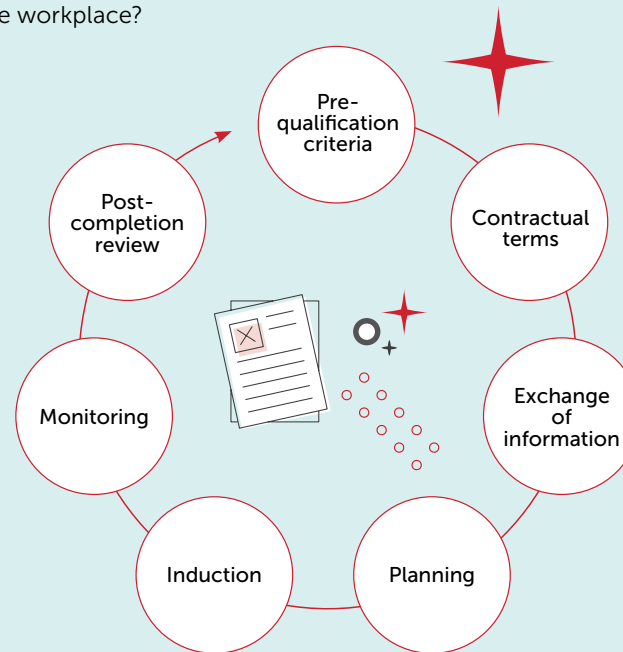 e workplace?
Pre-
qualification
criteria
Contractual
terms
Exchange
of
information
Planning
Induction
Monitoring
Post-
completion
review